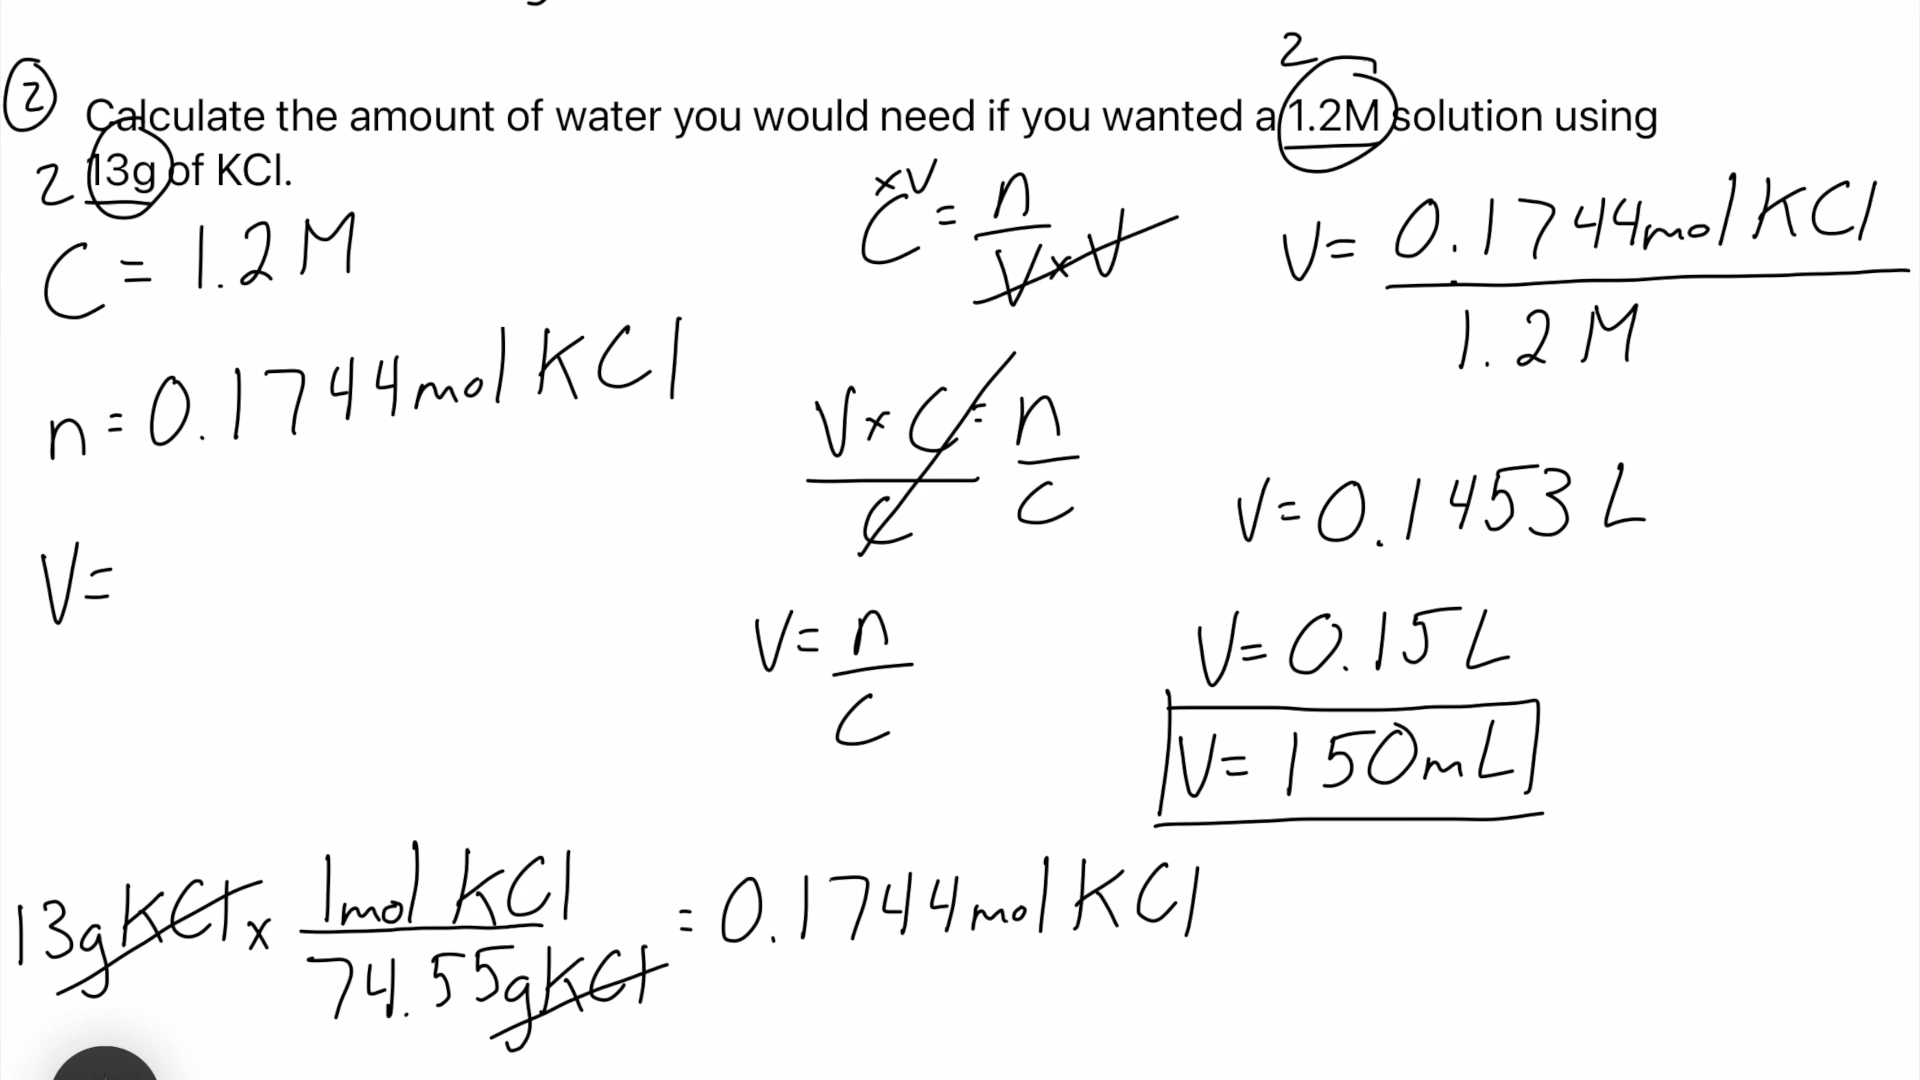 ② Calculate the amount of water you would need if you wanted a 1.2M solution using
2
13g of KCl.
2
C = 1.2 M
n = 0.1744 mol KCl
V =
C × V = n / V × V
V × C / C = n / C
V = n / C
V = 0.1744 mol KCl / 1.2 M
V = 0.1453 L
V = 0.15 L
V = 150 mL
13g KCl × 1 mol KCl / 74.55g KCl = 0.1744 mol KCl